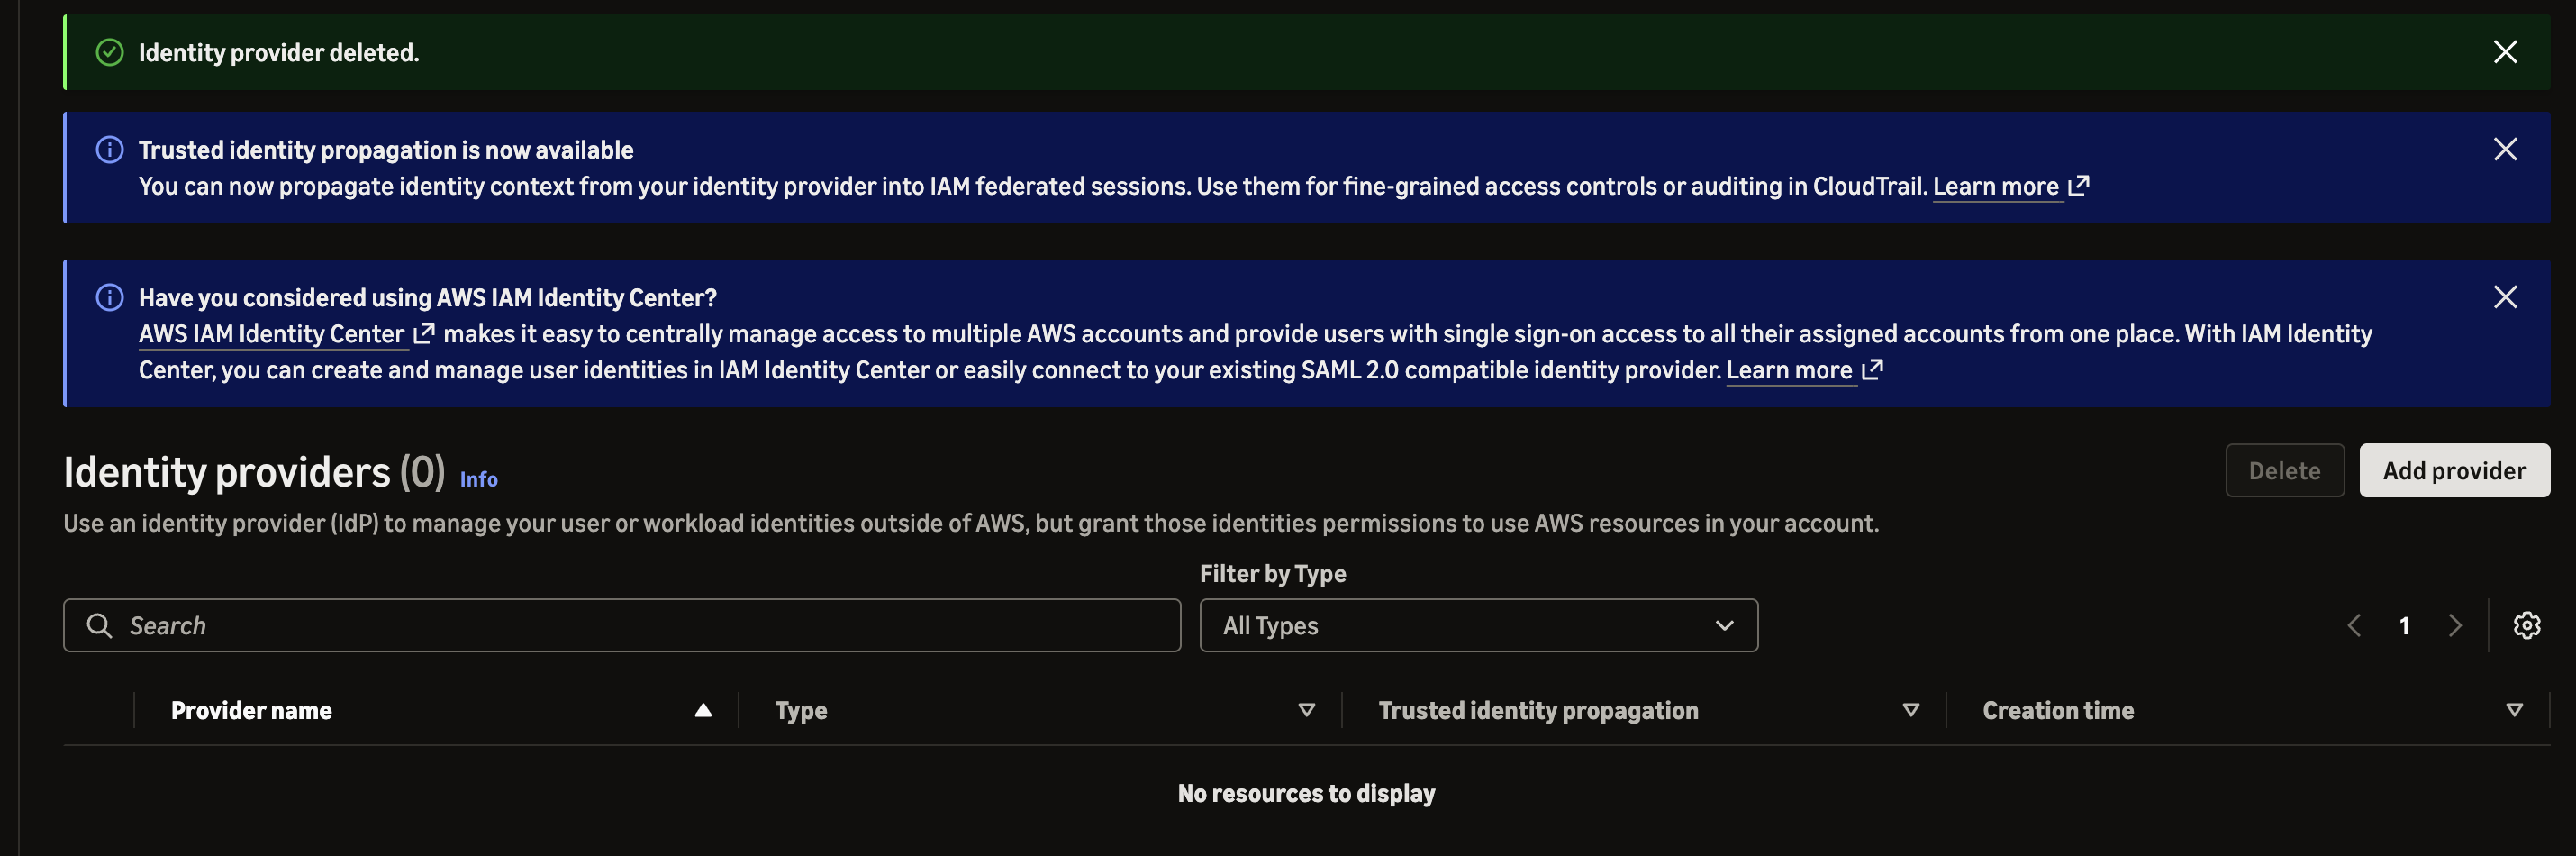 Identity provider deleted.
Trusted identity propagation is now available
You can now propagate identity context from your identity provider into IAM federated sessions. Use them for fine-grained access controls or auditing in CloudTrail. Learn more
Have you considered using AWS IAM Identity Center?
AWS IAM Identity Center makes it easy to centrally manage access to multiple AWS accounts and provide users with single sign-on access to all their assigned accounts from one place. With IAM Identity
Center, you can create and manage user identities in IAM Identity Center or easily connect to your existing SAML 2.0 compatible identity provider. Learn more
Identity providers (0) Info
Delete
Add provider
Use an identity provider (IdP) to manage your user or workload identities outside of AWS, but grant those identities permissions to use AWS resources in your account.
Filter by Type
Search
All Types
1
Provider name
Type
Trusted identity propagation
Creation time
No resources to display